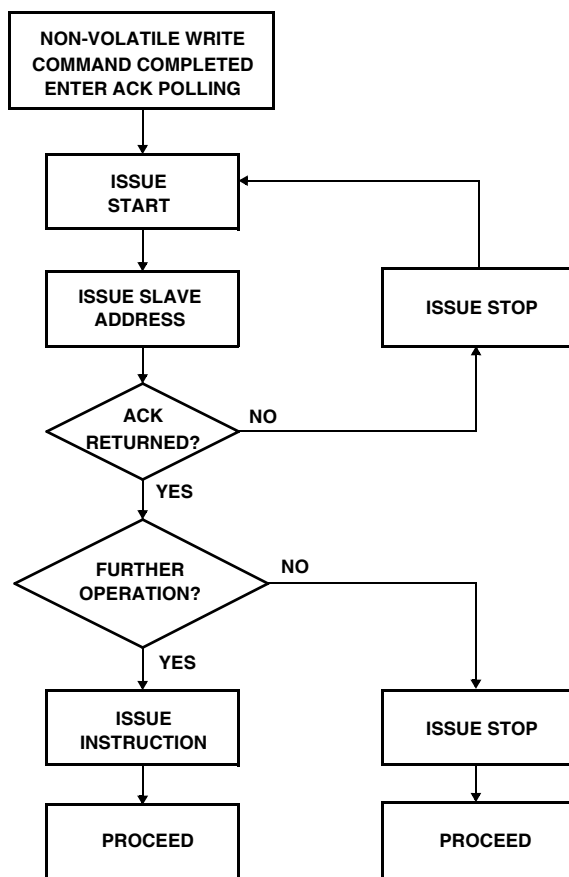 NON-VOLATILE WRITE
COMMAND COMPLETED
ENTER ACK POLLING
ISSUE
START
ISSUE SLAVE
ADDRESS
ISSUE STOP
ACK
RETURNED?
NO
YES
FURTHER
OPERATION?
NO
YES
ISSUE
INSTRUCTION
ISSUE STOP
PROCEED
PROCEED